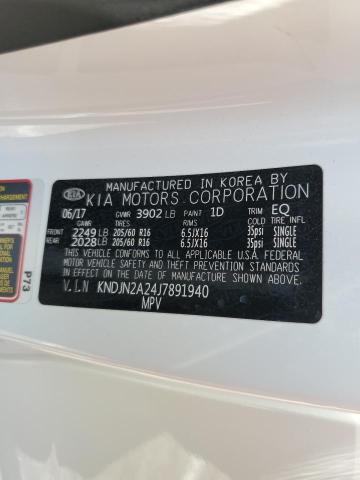 MANUFACTURED IN KOREA BY
KIA KIA MOTORS CORPORATION
06/17 GVWR 3902 LB PAINT 1D TRIM EQ
TIRES RIMS COLD TIRE INFLATION
FRONT 2249 LB 205/60 R16 6.5JX16 35psi SINGLE
REAR 2028 LB 205/60 R16 6.5JX16 35psi SINGLE
THIS VEHICLE CONFORMS TO ALL APPLICABLE U.S.A FEDERAL
MOTOR VEHICLE SAFETY AND THEFT PREVENTION STANDARDS
IN EFFECT ON THE DATE OF MANUFACTURE SHOWN ABOVE.
V.I.N KNDJN2A24J7891940
MPV
P73